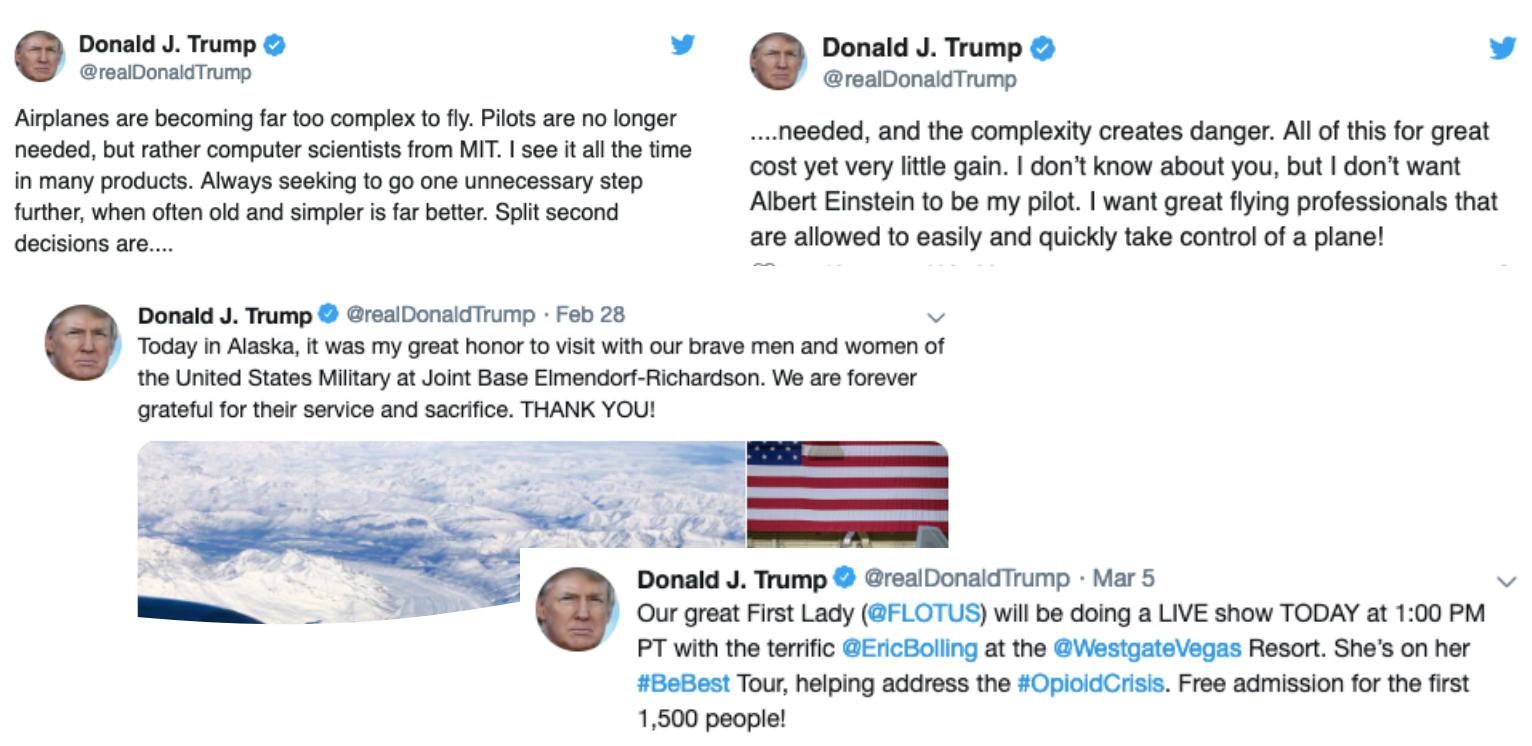 Donald J. Trump
@realDonaldTrump
Airplanes are becoming far too complex to fly. Pilots are no longer
needed, but rather computer scientists from MIT. I see it all the time
in many products. Always seeking to go one unnecessary step
further, when often old and simpler is far better. Split second
decisions are....
Donald J. Trump
@realDonaldTrump
....needed, and the complexity creates danger. All of this for great
cost yet very little gain. I don’t know about you, but I don’t want
Albert Einstein to be my pilot. I want great flying professionals that
are allowed to easily and quickly take control of a plane!
Donald J. Trump @realDonaldTrump · Feb 28
Today in Alaska, it was my great honor to visit with our brave men and women of
the United States Military at Joint Base Elmendorf-Richardson. We are forever
grateful for their service and sacrifice. THANK YOU!
Donald J. Trump @realDonaldTrump · Mar 5
Our great First Lady (@FLOTUS) will be doing a LIVE show TODAY at 1:00 PM
PT with the terrific @EricBolling at the @WestgateVegas Resort. She’s on her
#BeBest Tour, helping address the #OpioidCrisis. Free admission for the first
1,500 people!